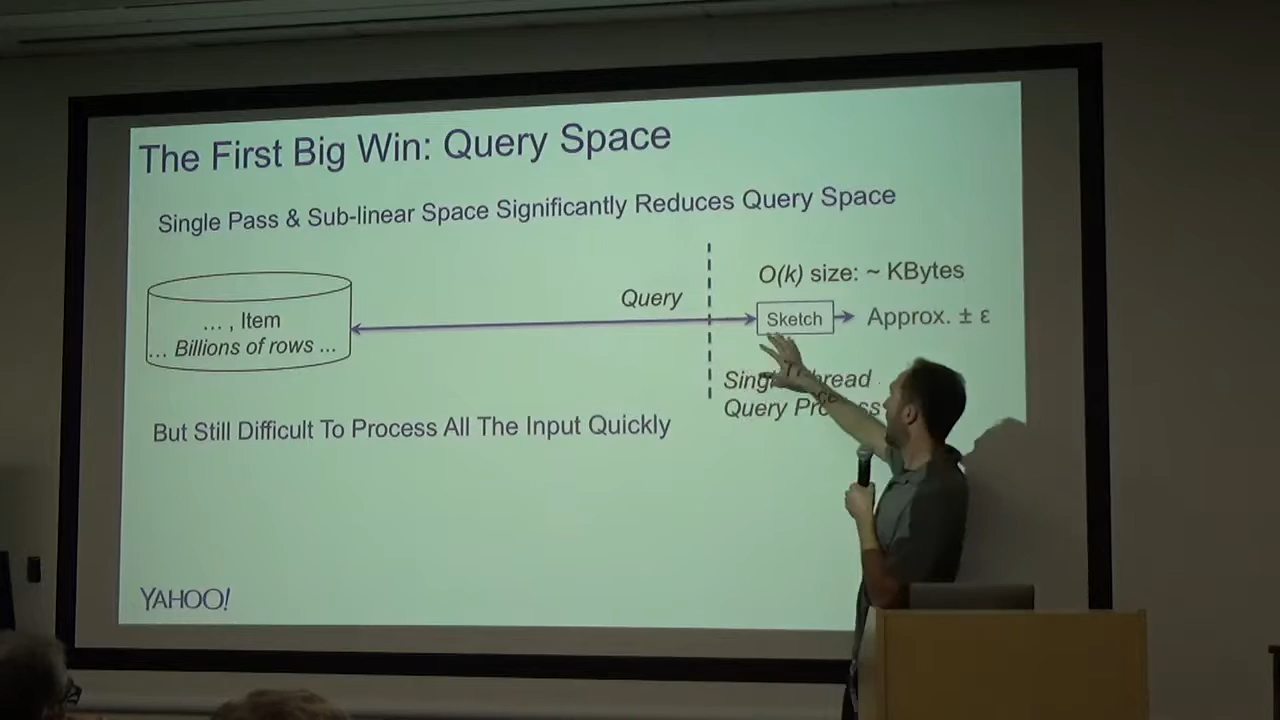 The First Big Win: Query Space
Single Pass & Sub-linear Space Significantly Reduces Query Space
O(k) size: ~ KBytes
Query
… , Item
Sketch
Approx. ± ε
… Billions of rows …
Single Thread
Query Process
But Still Difficult To Process All The Input Quickly
YAHOO!